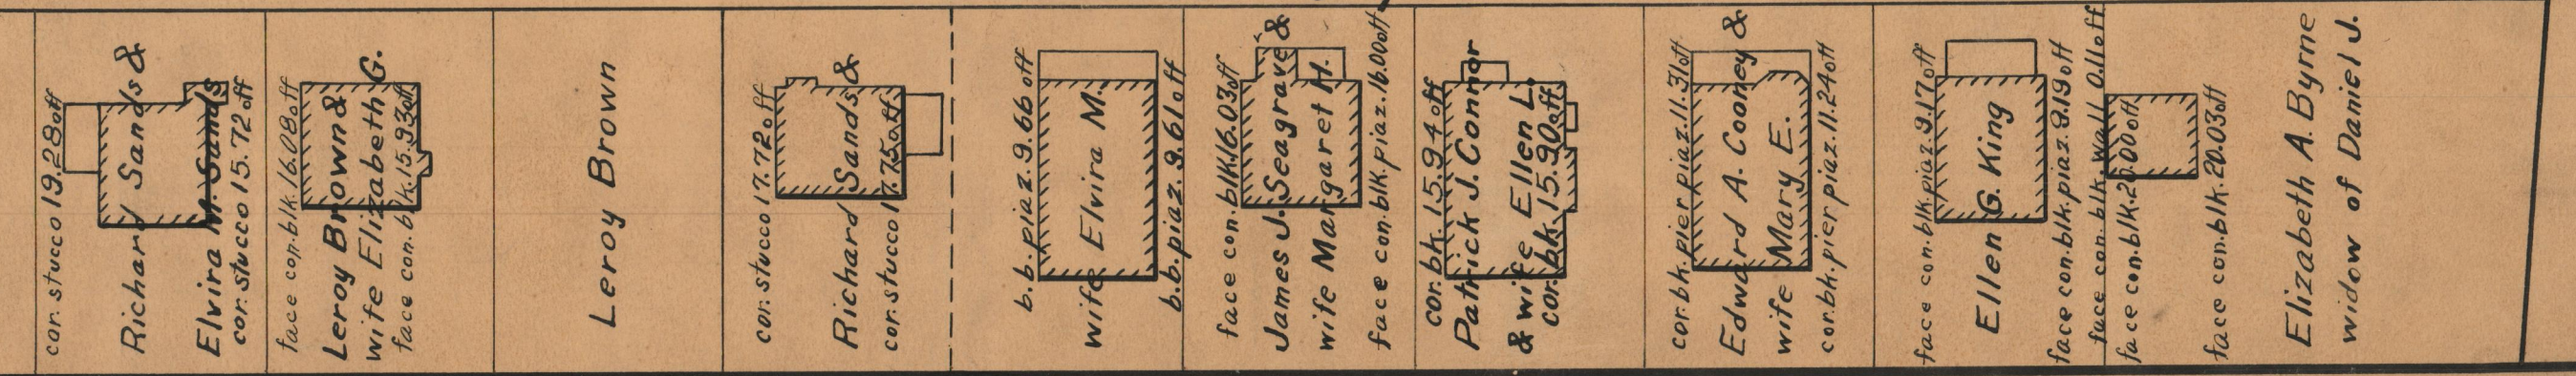 cor. stucco 19.28 off
Richard Sands &
Elvira M. Sands
cor. stucco 15.72 off
face con. blk. 16.08 off
Leroy Brown &
wife Elizabeth G.
face con. blk. 15.93 off
Leroy Brown
cor. stucco 17.72 off
Richard Sands &
cor. stucco 17.75 off
b.b. piaz. 9.66 off
wife Elvira M.
b.b. piaz. 9.61 off
face con. blk. 16.03 off
James J. Seagrave &
wife Margaret H.
face con. blk. piaz. 16.00 off
cor. bk. 15.94 off
Patrick J. Connor
& wife Ellen L.
cor. bk. 15.90 off
cor. bk. pier piaz. 11.31 off
Edward A. Cooney &
wife Mary E.
cor. bk. pier piaz. 11.24 off
face con. blk. piaz. 9.17 off
Ellen G. King
face con. blk. piaz. 9.19 off
face con. blk. wall 0.11 off
face con. blk. 20.00 off
face con. blk. 20.03 off
Elizabeth A. Byrne
widow of Daniel J.